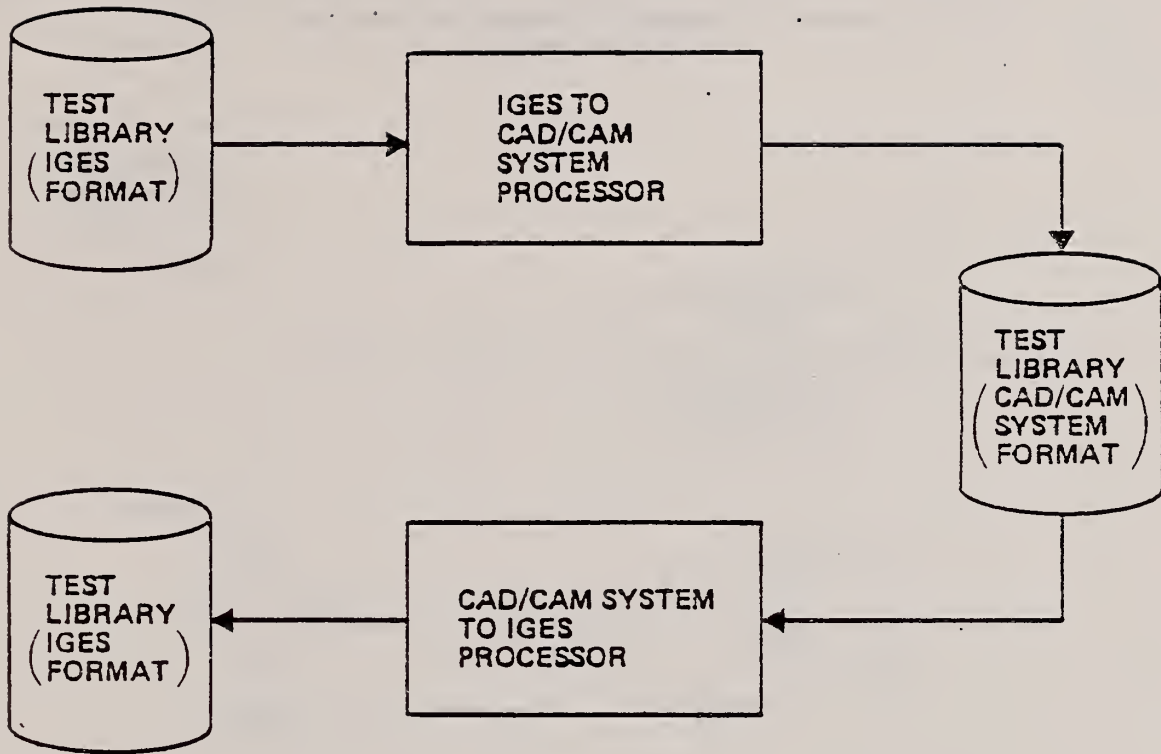 TEST
LIBRARY
(IGES
FORMAT)
IGES TO
CAD/CAM
SYSTEM
PROCESSOR
TEST
LIBRARY
(CAD/CAM
SYSTEM
FORMAT)
CAD/CAM SYSTEM
TO IGES
PROCESSOR
TEST
LIBRARY
(IGES
FORMAT)